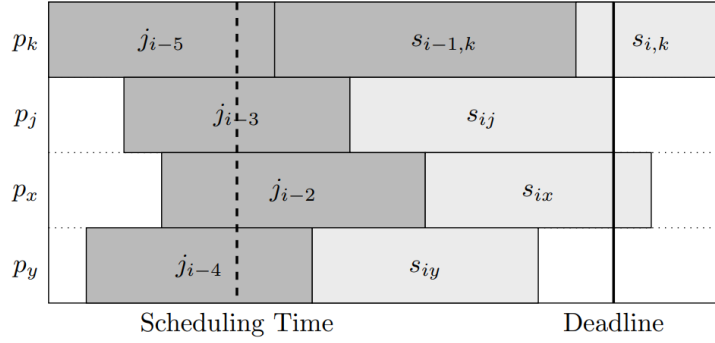 p_k j_{i−5} s_{i−1,k} s_{i,k}
p_j j_{i−3} s_{ij}
p_x j_{i−2} s_{ix}
p_y j_{i−4} s_{iy}
Scheduling Time Deadline